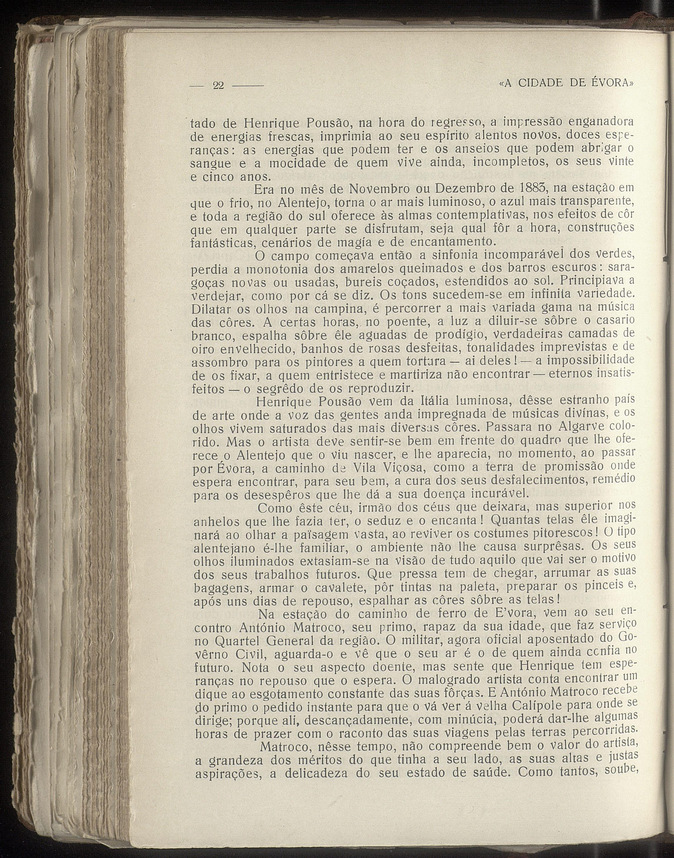 — 22 —— «A CIDADE DE ÉVORA»
tado de Henrique Pousão, na hora do regresso, a impressão enganadora
de energias frescas, imprimia ao seu espírito alentos novos, doces espe-
ranças: as energias que podem ter e os anseios que podem abrigar o
sangue e a mocidade de quem vive ainda, incompletos, os seus vinte
e cinco anos.
Era no mês de Novembro ou Dezembro de 1883, na estação em
que o frio, no Alentejo, torna o ar mais luminoso, o azul mais transparente,
e toda a região do sul oferece às almas contemplativas, nos efeitos de côr
que em qualquer parte se disfrutam, seja qual fôr a hora, construções
fantásticas, cenários de magia e de encantamento.
O campo começava então a sinfonia incomparável dos verdes,
perdia a monotonia dos amarelos queimados e dos barros escuros: sara-
goças novas ou usadas, bureis coçados, estendidos ao sol. Principiava a
verdejar, como por cá se diz. Os tons sucedem-se em infinita variedade.
Dilatar os olhos na campina, é percorrer a mais variada gama na música
das côres. A certas horas, no poente, a luz a diluir-se sôbre o casario
branco, espalha sôbre êle aguadas de prodígio, verdadeiras camadas de
oiro envelhecido, banhos de rosas desfeitas, tonalidades imprevistas e de
assombro para os pintores a quem tortura — ai deles! — a impossibilidade
de os fixar, a quem entristece e martiriza não encontrar — eternos insatis-
feitos — o segrêdo de os reproduzir.
Henrique Pousão vem da Itália luminosa, dêsse estranho país
de arte onde a voz das gentes anda impregnada de músicas divinas, e os
olhos vivem saturados das mais diversas côres. Passara no Algarve colo-
rido. Mas o artista deve sentir-se bem em frente do quadro que lhe ofe-
rece o Alentejo que o viu nascer, e lhe aparecia, no momento, ao passar
por Évora, a caminho de Vila Viçosa, como a terra de promissão onde
espera encontrar, para seu bem, a cura dos seus desfalecimentos, remédio
para os desespêros que lhe dá a sua doença incurável.
Como êste céu, irmão dos céus que deixara, mas superior nos
anhelos que lhe fazia ter, o seduz e o encanta! Quantas telas êle imagi-
nará ao olhar a païsagem vasta, ao reviver os costumes pitorescos! O tipo
alentejano é-lhe familiar, o ambiente não lhe causa surprêsas. Os seus
olhos iluminados extasiam-se na visão de tudo aquilo que vai ser o motivo
dos seus trabalhos futuros. Que pressa tem de chegar, arrumar as suas
bagagens, armar o cavalete, pôr tintas na paleta, preparar os pinceis e,
após uns dias de repouso, espalhar as côres sôbre as telas!
Na estação do caminho de ferro de E'vora, vem ao seu en-
contro António Matroco, seu primo, rapaz da sua idade, que faz serviço
no Quartel General da região. O militar, agora oficial aposentado do Go-
vêrno Civil, aguarda-o e vê que o seu ar é o de quem ainda confia no
futuro. Nota o seu aspecto doente, mas sente que Henrique tem espe-
ranças no repouso que o espera. O malogrado artista conta encontrar um
dique ao esgotamento constante das suas fôrças. E António Matroco recebe
do primo o pedido instante para que o vá ver á velha Calípole para onde se
dirige; porque ali, descançadamente, com minúcia, poderá dar-lhe algumas
horas de prazer com o raconto das suas viagens pelas terras percorridas.
Matroco, nêsse tempo, não compreende bem o valor do artista,
a grandeza dos méritos do que tinha a seu lado, as suas altas e justas
aspirações, a delicadeza do seu estado de saúde. Como tantos, soube,